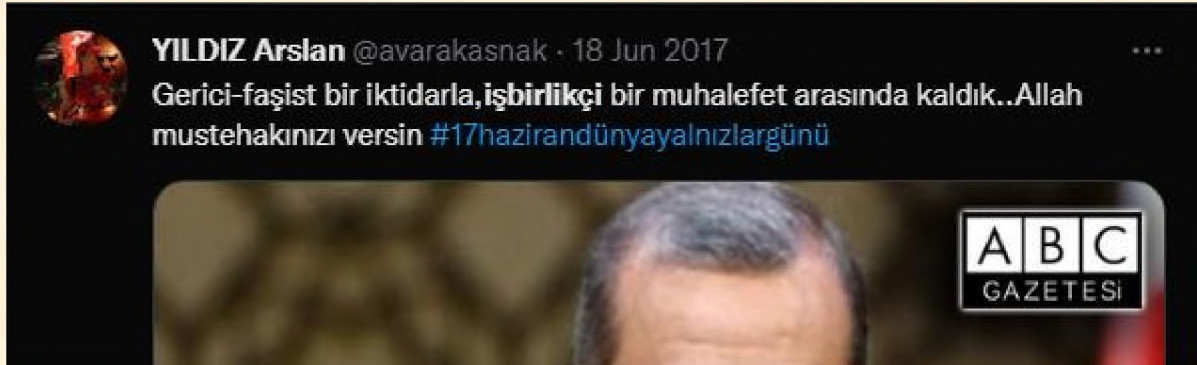 YILDIZ Arslan @avarakasnak · 18 Jun 2017
Gerici-faşist bir iktidarla,işbirlikçi bir muhalefet arasında kaldık..Allah
mustehakınızı versin #17hazirandünyayalnızlargünü
A B C
GAZETESİ